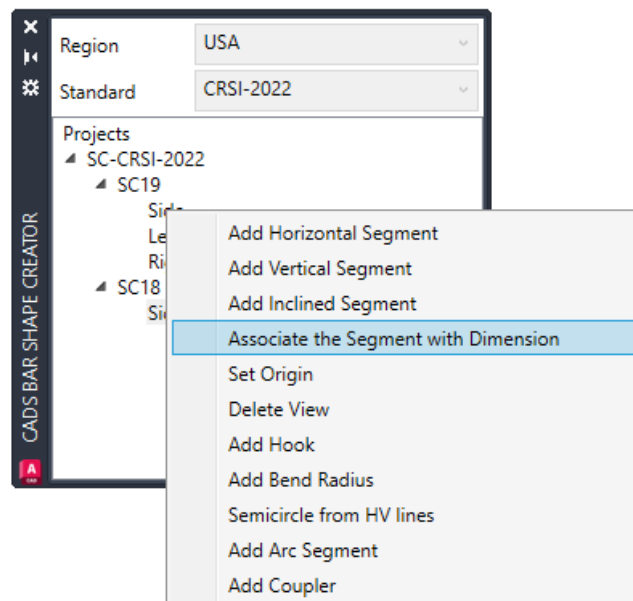 Region
USA
Standard
CRSI-2022
Projects
SC-CRSI-2022
SC19
SC18
Add Horizontal Segment
Add Vertical Segment
Add Inclined Segment
Associate the Segment with Dimension
Set Origin
Delete View
Add Hook
Add Bend Radius
Semicircle from HV lines
Add Arc Segment
Add Coupler
CADS BAR SHAPE CREATOR
A
CAD